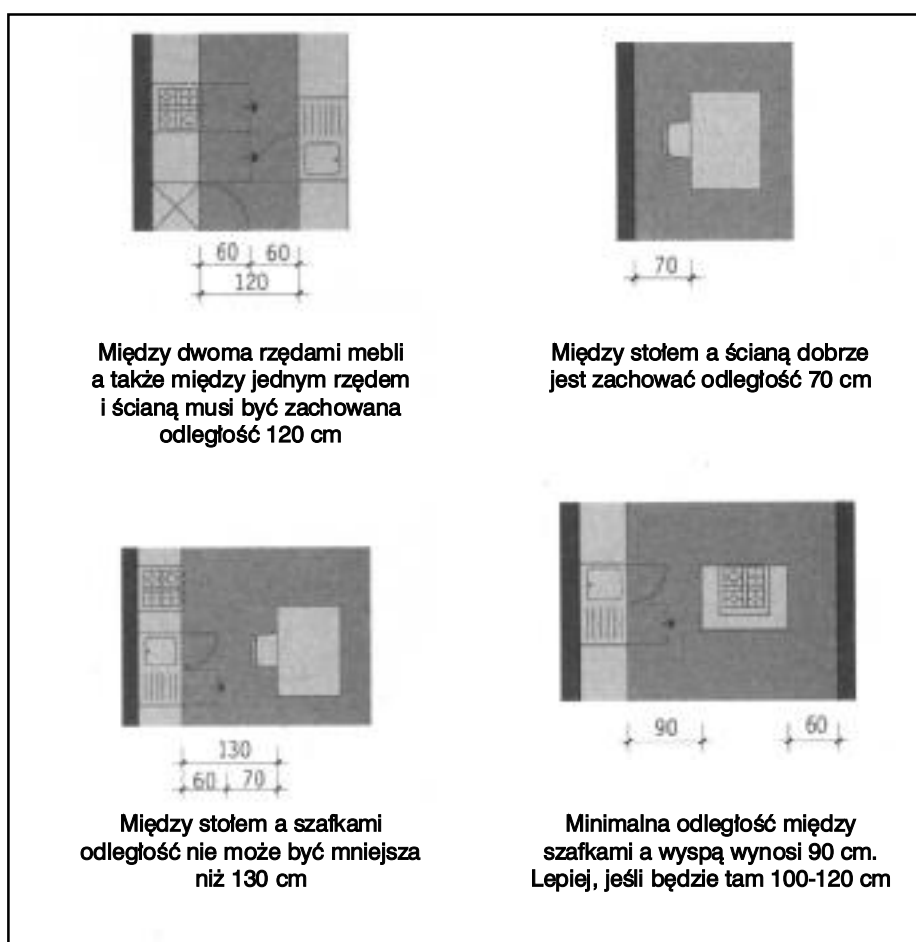 60 60
120
Między dwoma rzędami mebli
a także między jednym rzędem
i ścianą musi być zachowana
odległość 120 cm
70
Między stołem a ścianą dobrze
jest zachować odległość 70 cm
130
60 70
Między stołem a szafkami
odległość nie może być mniejsza
niż 130 cm
90 60
Minimalna odległość między
szafkami a wyspą wynosi 90 cm.
Lepiej, jeśli będzie tam 100-120 cm